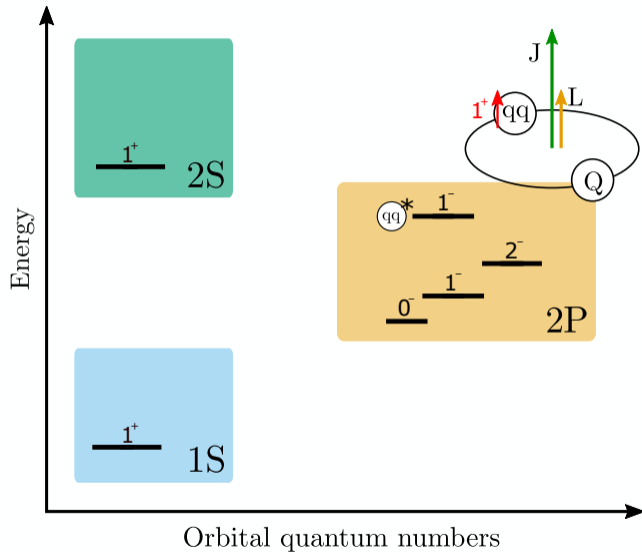 J
L
1⁺
qq
Q
1⁺
2S
qq
*
1⁻
2⁻
1⁻
0⁻
2P
1⁺
1S
Energy
Orbital quantum numbers